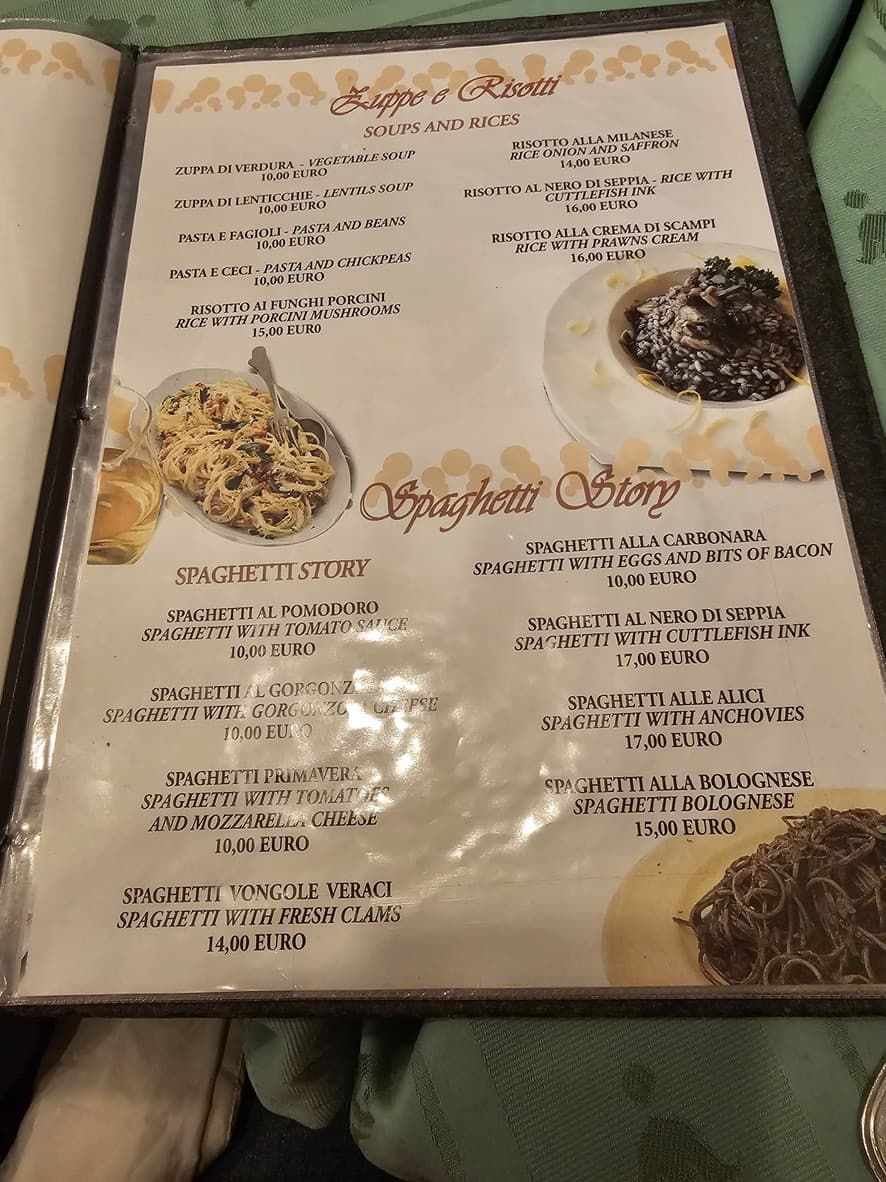 Zuppe e Risotti
SOUPS AND RICES
ZUPPA DI VERDURA - VEGETABLE SOUP
10,00 EURO
ZUPPA DI LENTICCHIE - LENTILS SOUP
10,00 EURO
PASTA E FAGIOLI - PASTA AND BEANS
10,00 EURO
PASTA E CECI - PASTA AND CHICKPEAS
10,00 EURO
RISOTTO AI FUNGHI PORCINI
RICE WITH PORCINI MUSHROOMS
15,00 EUR0
RISOTTO ALLA MILANESE
RICE ONION AND SAFFRON
14,00 EURO
RISOTTO AL NERO DI SEPPIA - RICE WITH
CUTTLEFISH INK
16,00 EURO
RISOTTO ALLA CREMA DI SCAMPI
RICE WITH PRAWNS CREAM
16,00 EURO
Spaghetti Story
SPAGHETTI STORY
SPAGHETTI AL POMODORO
SPAGHETTI WITH TOMATO SAUCE
10,00 EURO
SPAGHETTI AL
SPAGHETTI WITH GORGONZOLA CHEESE
10,00 EURO
SPAGHETTI PRIMAVERA
SPAGHETTI WITH TOMATOES
AND MOZZARELLA CHEESE
10,00 EURO
SPAGHETTI VONGOLE VERACI
SPAGHETTI WITH FRESH CLAMS
14,00 EURO
SPAGHETTI ALLA CARBONARA
SPAGHETTI WITH EGGS AND BITS OF BACON
10,00 EURO
SPAGHETTI AL NERO DI SEPPIA
SPAGHETTI WITH CUTTLEFISH INK
17,00 EURO
SPAGHETTI ALLE ALICI
SPAGHETTI WITH ANCHOVIES
17,00 EURO
SPAGHETTI ALLA BOLOGNESE
SPAGHETTI BOLOGNESE
15,00 EURO